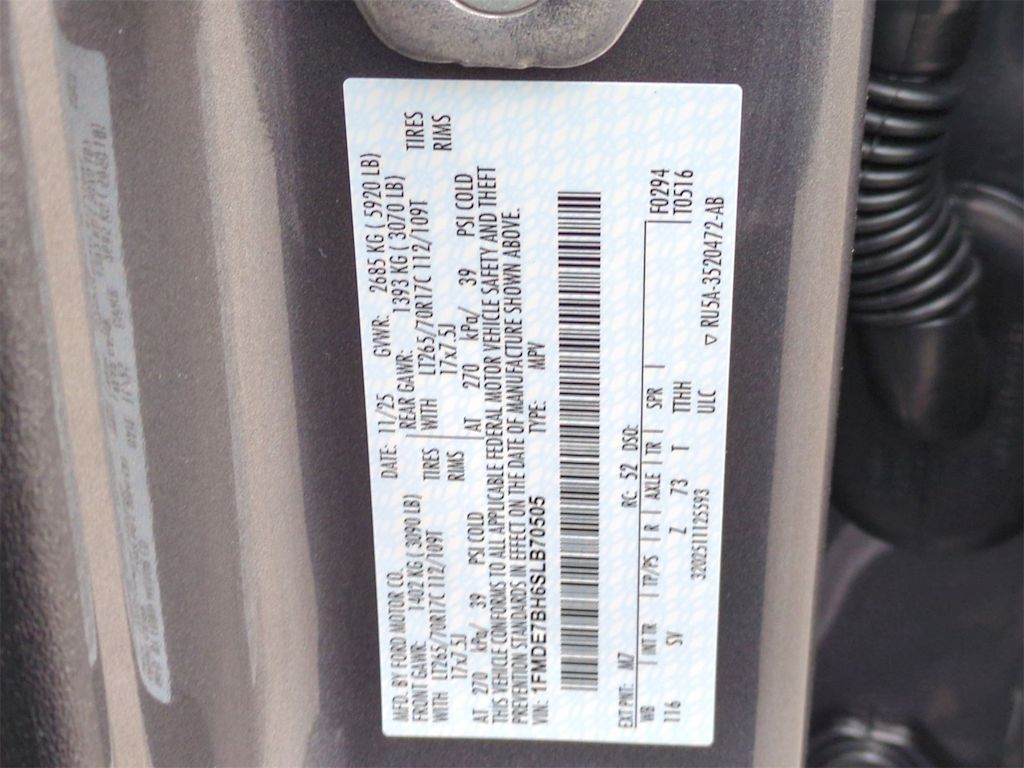 MFD. BY FORD MOTOR CO. DATE: 11/25 GVWR: 2685 KG ( 5920 LB)
FRONT GAWR: 1402 KG ( 3090 LB) REAR GAWR: 1393 KG ( 3070 LB)
WITH LT265/70R17C 112/109T TIRES WITH LT265/70R17C 112/109T TIRES
17x7.5J RIMS 17x7.5J RIMS
AT 270 kPa/ 39 PSI COLD AT 270 kPa/ 39 PSI COLD
THIS VEHICLE CONFORMS TO ALL APPLICABLE FEDERAL MOTOR VEHICLE SAFETY AND THEFT
PREVENTION STANDARDS IN EFFECT ON THE DATE OF MANUFACTURE SHOWN ABOVE.
VIN: 1FMDE7BH6SLB70505 TYPE: MPV
EXT PNT: MZ RC: 52 DSO:
WB INT TR TP/PS R AXLE TR SPR F0294
116 SV Z 73 T TTHH T0516
320251125593 ULC
▽ RU5A-3520472-AB